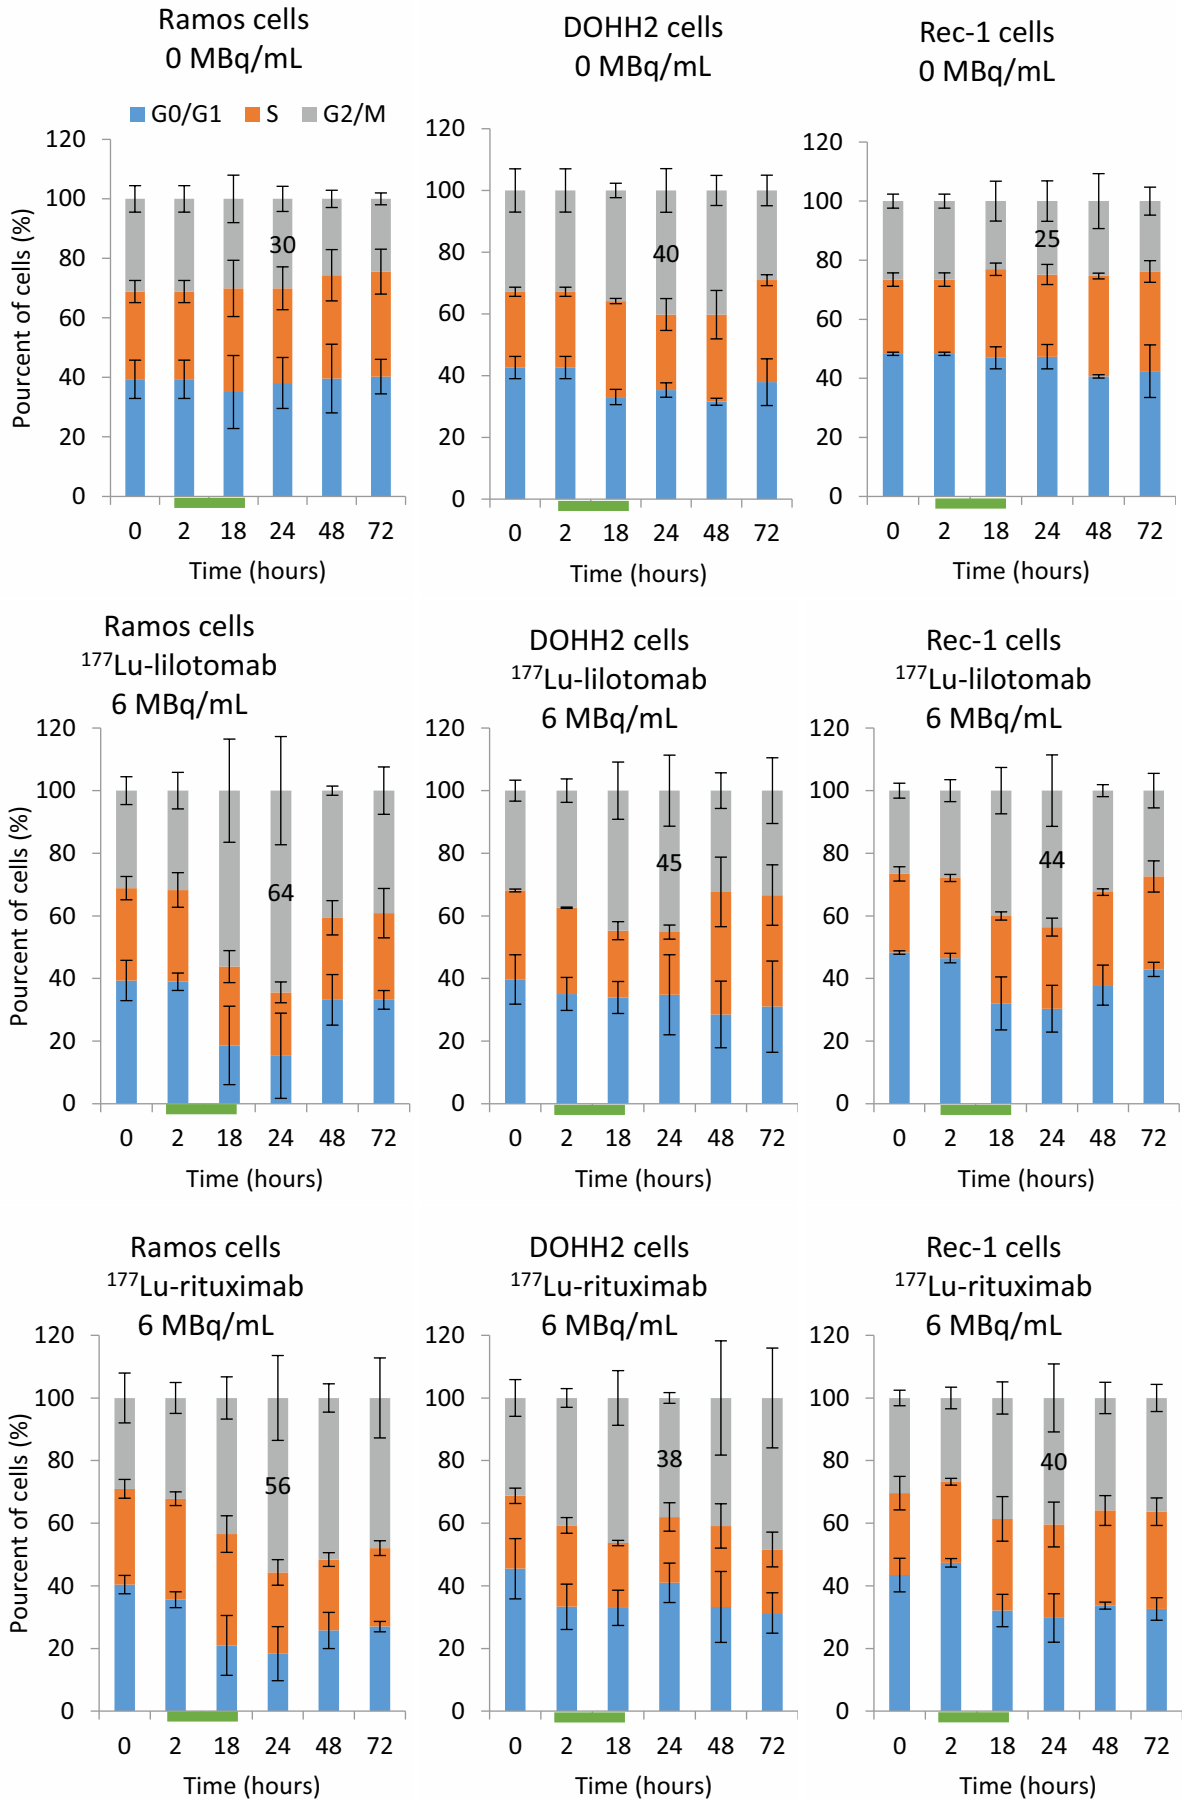 Ramos cells
0 MBq/mL
DOHH2 cells
0 MBq/mL
Rec-1 cells
0 MBq/mL
G0/G1 S G2/M
Pourcent of cells (%)
120
100
80
60
40
20
0
30
0 2 18 24 48 72
Time (hours)
120
100
80
60
40
20
0
40
0 2 18 24 48 72
Time (hours)
120
100
80
60
40
20
0
25
0 2 18 24 48 72
Time (hours)
Ramos cells
¹⁷⁷Lu-lilotomab
6 MBq/mL
Pourcent of cells (%)
120
100
80
60
40
20
0
64
0 2 18 24 48 72
Time (hours)
DOHH2 cells
¹⁷⁷Lu-lilotomab
6 MBq/mL
120
100
80
60
40
20
0
45
0 2 18 24 48 72
Time (hours)
Rec-1 cells
¹⁷⁷Lu-lilotomab
6 MBq/mL
120
100
80
60
40
20
0
44
0 2 18 24 48 72
Time (hours)
Ramos cells
¹⁷⁷Lu-rituximab
6 MBq/mL
Pourcent of cells (%)
120
100
80
60
40
20
0
56
0 2 18 24 48 72
Time (hours)
DOHH2 cells
¹⁷⁷Lu-rituximab
6 MBq/mL
120
100
80
60
40
20
0
38
0 2 18 24 48 72
Time (hours)
Rec-1 cells
¹⁷⁷Lu-rituximab
6 MBq/mL
120
100
80
60
40
20
0
40
0 2 18 24 48 72
Time (hours)